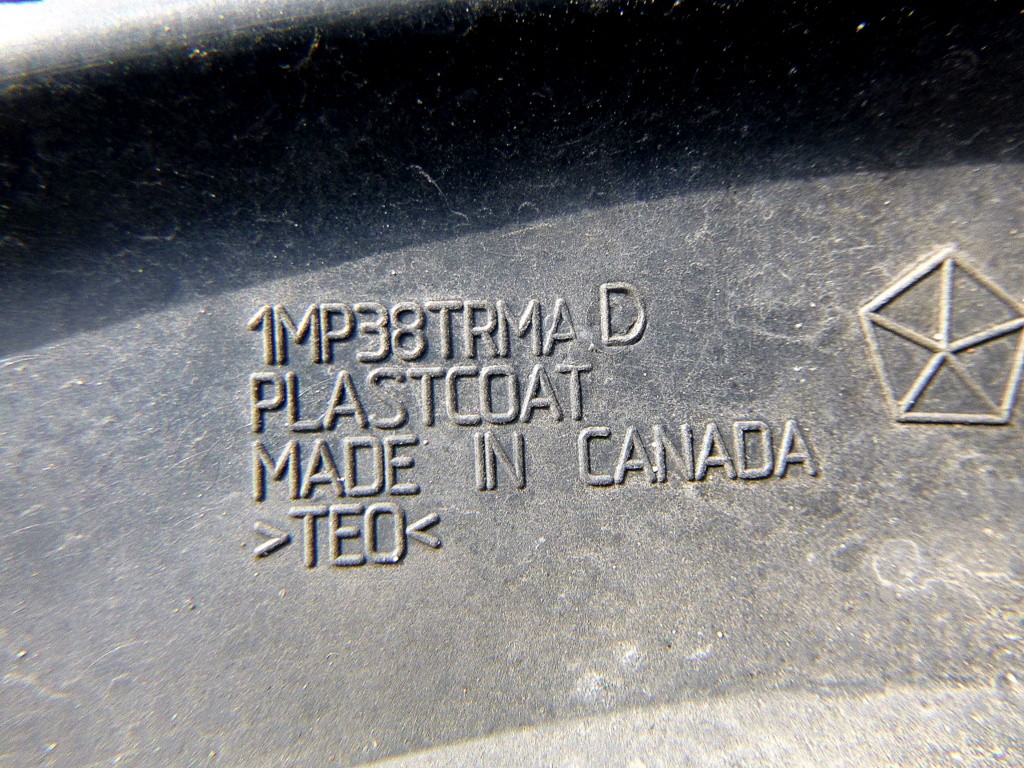 1MP38TRMA D
PLASTCOAT
MADE IN CANADA
>TEO<